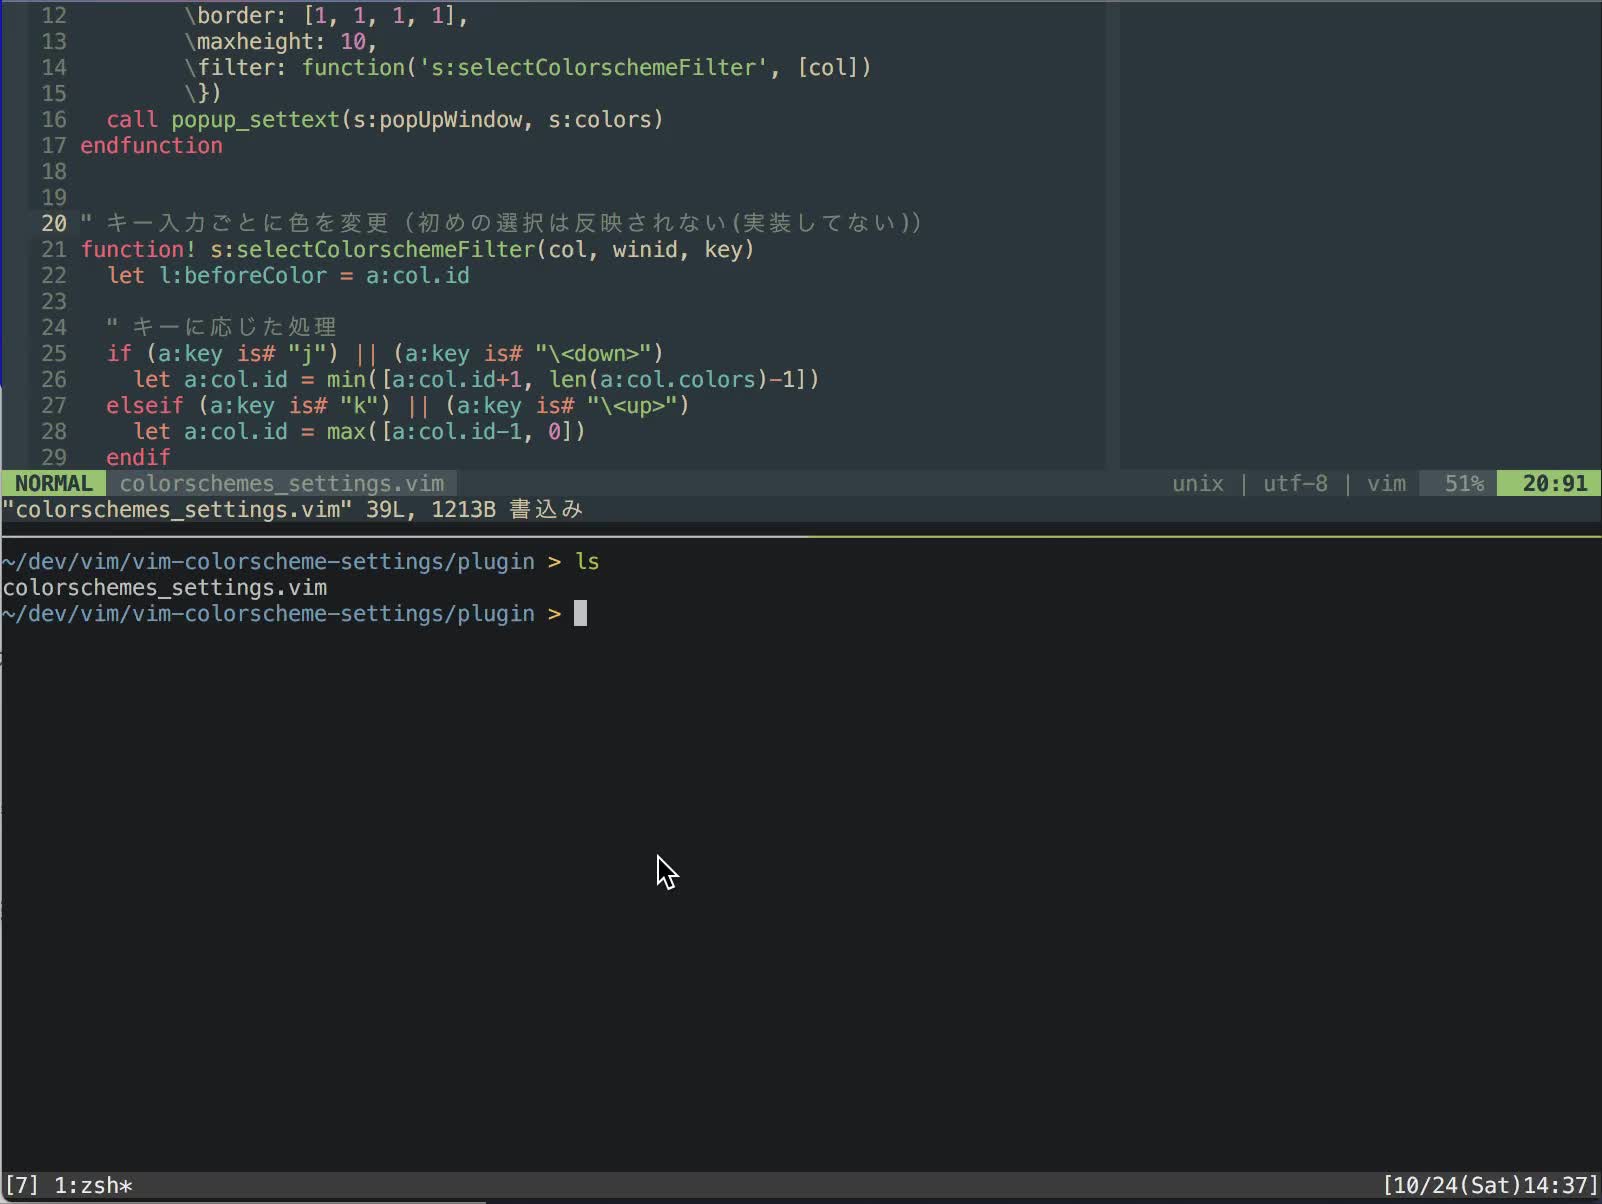 12         \border: [1, 1, 1, 1],
13         \maxheight: 10,
14         \filter: function('s:selectColorschemeFilter', [col])
15         \})
16   call popup_settext(s:popUpWindow, s:colors)
17 endfunction
18
19
20 " キー入力ごとに色を変更（初めの選択は反映されない(実装してない)）
21 function! s:selectColorschemeFilter(col, winid, key)
22   let l:beforeColor = a:col.id
23
24   " キーに応じた処理
25   if (a:key is# "j") || (a:key is# "\<down>")
26     let a:col.id = min([a:col.id+1, len(a:col.colors)-1])
27   elseif (a:key is# "k") || (a:key is# "\<up>")
28     let a:col.id = max([a:col.id-1, 0])
29   endif
NORMAL colorschemes_settings.vim unix | utf-8 | vim 51% 20:91
"colorschemes_settings.vim" 39L, 1213B 書込み
~/dev/vim/vim-colorscheme-settings/plugin > ls
colorschemes_settings.vim
~/dev/vim/vim-colorscheme-settings/plugin >
[7] 1:zsh* [10/24(Sat)14:37]